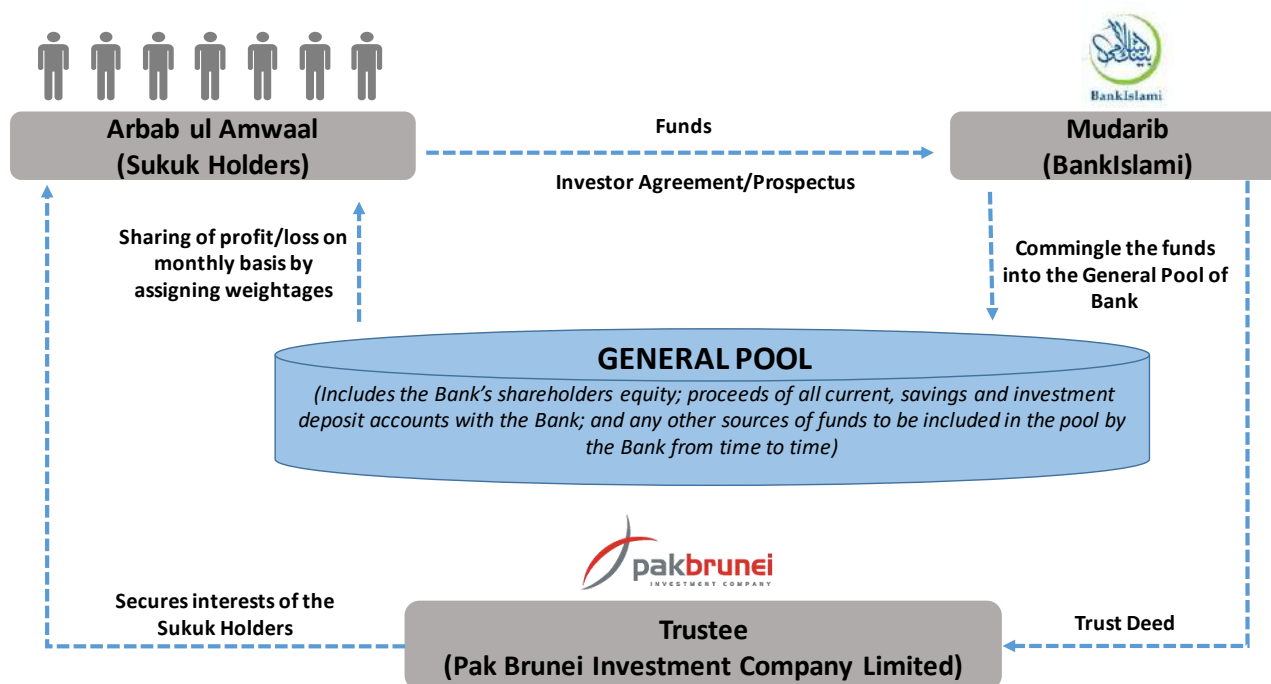 BankIslami
Arbab ul Amwaal
(Sukuk Holders)
Funds
Investor Agreement/Prospectus
Mudarib
(BankIslami)
Sharing of profit/loss on
monthly basis by
assigning weightages
Commingle the funds
into the General Pool of
Bank
GENERAL POOL
(Includes the Bank's shareholders equity; proceeds of all current, savings and investment
deposit accounts with the Bank; and any other sources of funds to be included in the pool by
the Bank from time to time)
pakbrunei
INVESTMENT COMPANY
Secures interests of the
Sukuk Holders
Trustee
(Pak Brunei Investment Company Limited)
Trust Deed